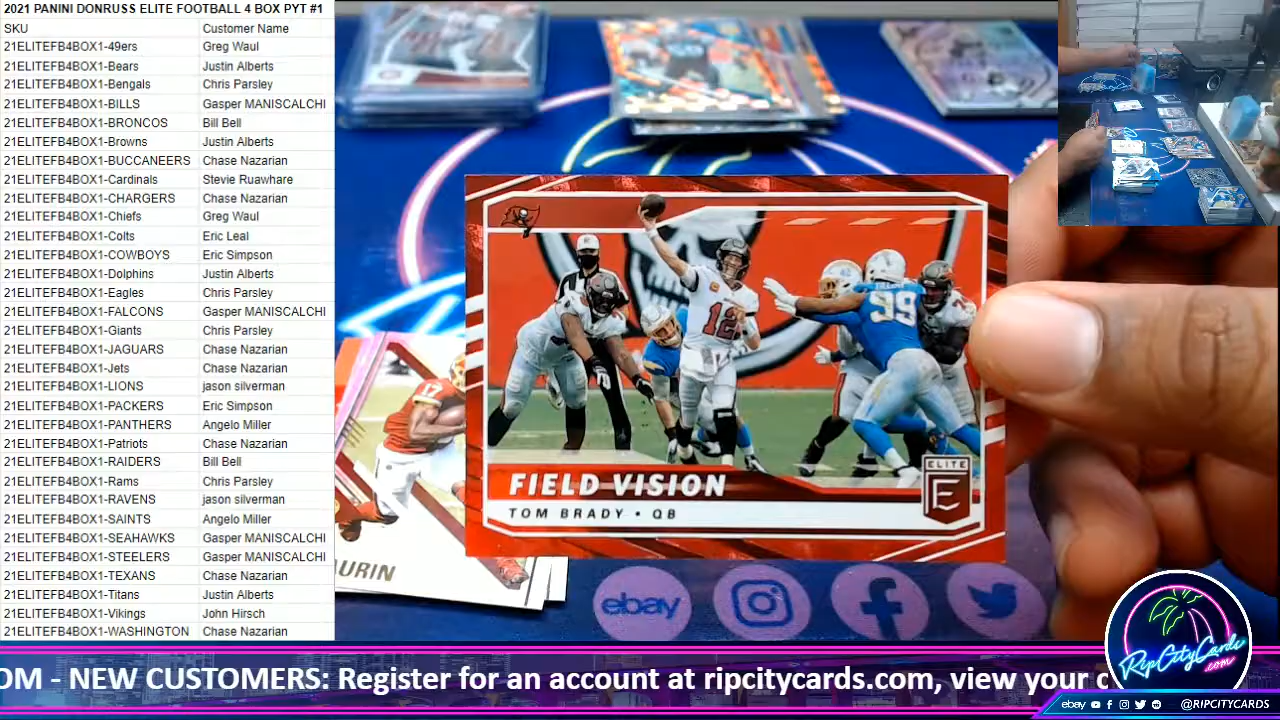 2021 PANINI DONRUSS ELITE FOOTBALL 4 BOX PYT #1
SKU Customer Name
21ELITEFB4BOX1-49ers Greg Waul
21ELITEFB4BOX1-Bears Justin Alberts
21ELITEFB4BOX1-Bengals Chris Parsley
21ELITEFB4BOX1-BILLS Gasper MANISCALCHI
21ELITEFB4BOX1-BRONCOS Bill Bell
21ELITEFB4BOX1-Browns Justin Alberts
21ELITEFB4BOX1-BUCCANEERS Chase Nazarian
21ELITEFB4BOX1-Cardinals Stevie Ruawhare
21ELITEFB4BOX1-CHARGERS Chase Nazarian
21ELITEFB4BOX1-Chiefs Greg Waul
21ELITEFB4BOX1-Colts Eric Leal
21ELITEFB4BOX1-COWBOYS Eric Simpson
21ELITEFB4BOX1-Dolphins Justin Alberts
21ELITEFB4BOX1-Eagles Chris Parsley
21ELITEFB4BOX1-FALCONS Gasper MANISCALCHI
21ELITEFB4BOX1-Giants Chris Parsley
21ELITEFB4BOX1-JAGUARS Chase Nazarian
21ELITEFB4BOX1-Jets Chase Nazarian
21ELITEFB4BOX1-LIONS jason silverman
21ELITEFB4BOX1-PACKERS Eric Simpson
21ELITEFB4BOX1-PANTHERS Angelo Miller
21ELITEFB4BOX1-Patriots Chase Nazarian
21ELITEFB4BOX1-RAIDERS Bill Bell
21ELITEFB4BOX1-Rams Chris Parsley
21ELITEFB4BOX1-RAVENS jason silverman
21ELITEFB4BOX1-SAINTS Angelo Miller
21ELITEFB4BOX1-SEAHAWKS Gasper MANISCALCHI
21ELITEFB4BOX1-STEELERS Gasper MANISCALCHI
21ELITEFB4BOX1-TEXANS Chase Nazarian
21ELITEFB4BOX1-Titans Justin Alberts
21ELITEFB4BOX1-Vikings John Hirsch
21ELITEFB4BOX1-WASHINGTON Chase Nazarian
12
99
17
FIELD VISION
TOM BRADY • QB
ELITE
E
AURIN
ebay
RipCityCards
.com
OM - NEW CUSTOMERS: Register for an account at ripcitycards.com, view your
ebay @RIPCITYCARDS